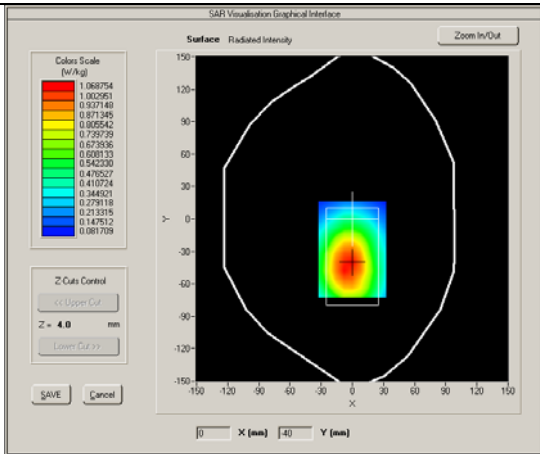 SAR Visualisation Graphical Interface
Surface Radiated Intensity
Zoom In/Out
Colors Scale
(W/kg)
1.068754
1.002951
0.937148
0.871345
0.805542
0.739739
0.673936
0.608133
0.542330
0.476527
0.410724
0.344921
0.279118
0.213315
0.147512
0.081709
Z-Cuts Control
<< Upper Cut
Z = 4.0 mm
Lower Cut >>
SAVE
Cancel
150
120
90
60
30
0
-30
-60
-90
-120
-150
Y
-150 -120 -90 -60 -30 0 30 60 90 120 150
X
0 X (mm) -40 Y (mm)